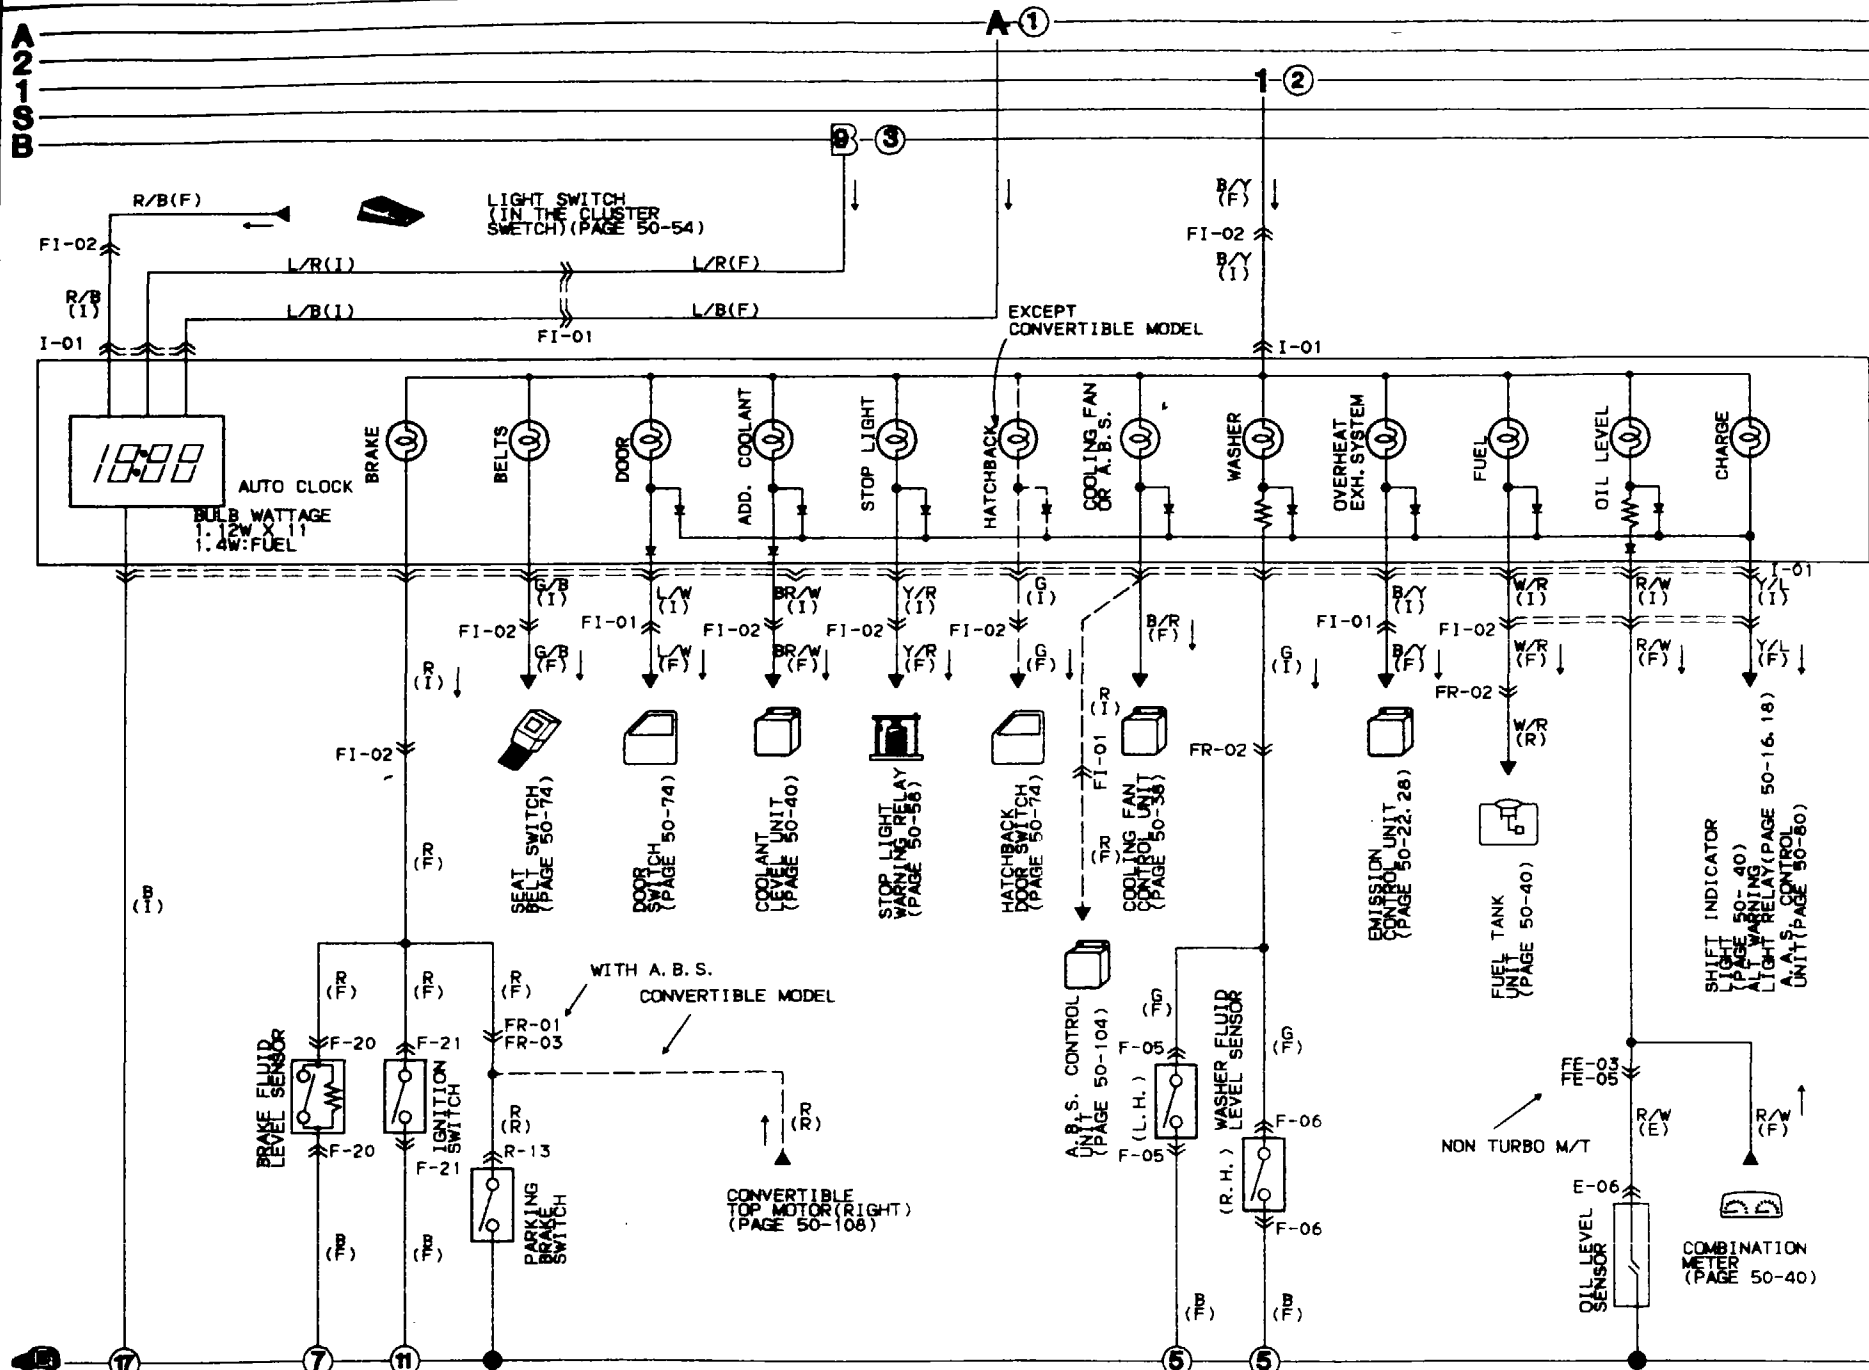 A
2
1
S
B
A 1
1 2
3
R/B(F)
LIGHT SWITCH
(IN THE CLUSTER
SWETCH)(PAGE 50-54)
FI-02
R/B
(I)
L/R(I)
L/R(F)
L/B(I)
L/B(F)
FI-01
I-01
B/Y
(F)
FI-02
B/Y
(I)
EXCEPT
CONVERTIBLE MODEL
I-01
18:88
AUTO CLOCK
BULB WATTAGE
1.12W X 11
1.4W:FUEL
BRAKE
BELTS
DOOR
ADD. COOLANT
STOP LIGHT
HATCHBACK
COOLING FAN
OR A.B.S.
WASHER
OVERHEAT
EXH.SYSTEM
FUEL
OIL LEVEL
CHARGE
I-01
G/B
(I)
L/W
(I)
BR/W
(I)
Y/R
(I)
G
(I)
B/R
(F)
B/Y
(I)
W/R
(I)
R/W
(I)
Y/L
(I)
FI-02
FI-01
FI-02
FI-02
FI-02
FI-01
FI-02
G/B
(F)
L/W
(F)
BR/W
(F)
Y/R
(F)
G
(F)
G
(I)
B/Y
(F)
W/R
(F)
R/W
(F)
Y/L
(F)
R
(I)
R
(I)
FR-02
W/R
(R)
FI-02
FI-01
FR-02
R
(F)
R
(F)
B
(I)
SEAT
BELT SWITCH
(PAGE 50-74)
DOOR
SWITCH
(PAGE 50-74)
COOLANT
LEVEL UNIT
(PAGE 50-40)
STOP LIGHT
WARNING RELAY
(PAGE 50-58)
HATCHBACK
DOOR SWITCH
(PAGE 50-74)
COOLING FAN
CONTROL UNIT
(PAGE 50-38)
EMISSION
CONTROL UNIT
(PAGE 50-22.28)
FUEL TANK
UNIT
(PAGE 50-40)
SHIFT INDICATOR
LIGHT
(PAGE 50-40)
ALT WARNING
LIGHT RELAY(PAGE 50-16.18)
A.A.S. CONTROL
UNIT(PAGE 50-80)
R
(F)
R
(F)
R
(F)
WITH A.B.S.
CONVERTIBLE MODEL
FR-01
FR-03
BRAKE FLUID
LEVEL SENSOR
F-20
F-20
F-21
F-21
IGNITION
SWITCH
R
(R)
R-13
PARKING
BRAKE
SWITCH
R
(R)
CONVERTIBLE
TOP MOTOR(RIGHT)
(PAGE 50-108)
A.B.S. CONTROL
UNIT
(PAGE 50-104)
G
(F)
F-05
F-05
(L.H.)
(R.H.)
WASHER FLUID
LEVEL SENSOR
G
(F)
F-06
F-06
FE-03
FE-05
R/W
(E)
R/W
(F)
NON TURBO M/T
E-06
OIL LEVEL
SENSOR
COMBINATION
METER
(PAGE 50-40)
B
(F)
B
(F)
B
(F)
B
(F)
17
7
11
5
5